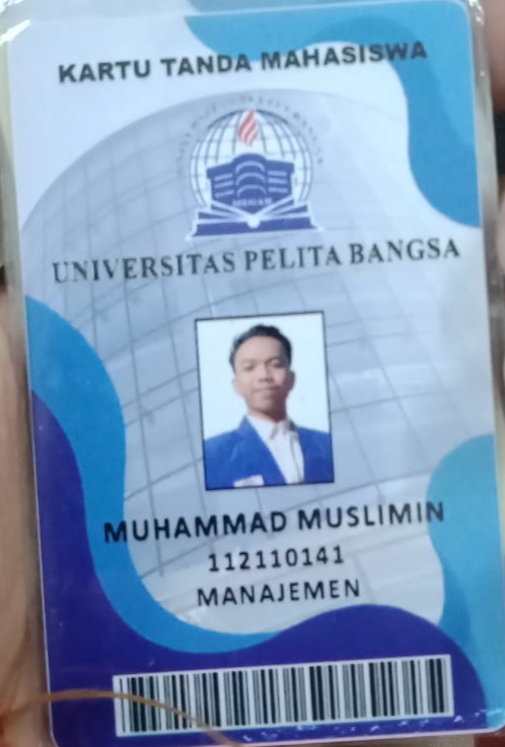 KARTU TANDA MAHASISWA
UNIVERSITAS PELITA BANGSA
MUHAMMAD MUSLIMIN
112110141
MANAJEMEN